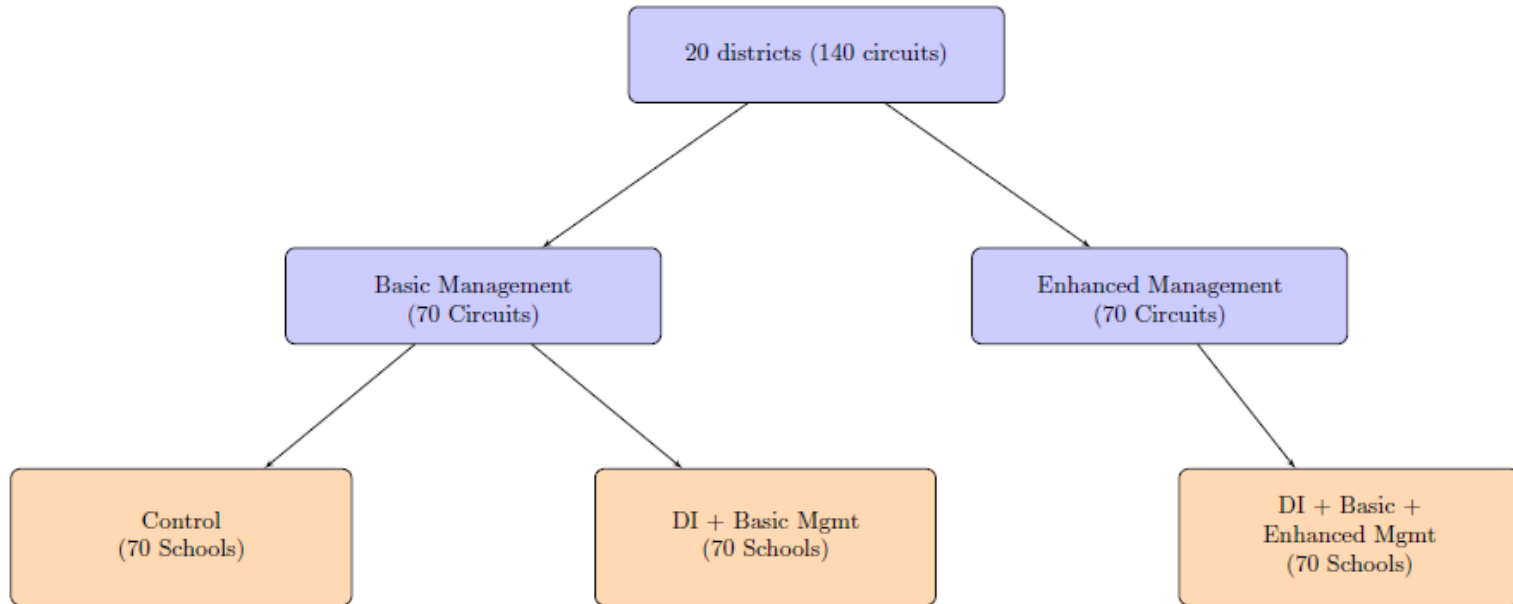 20 districts (140 circuits)
Basic Management
(70 Circuits)
Enhanced Management
(70 Circuits)
Control
(70 Schools)
DI + Basic Mgmt
(70 Schools)
DI + Basic +
Enhanced Mgmt
(70 Schools)